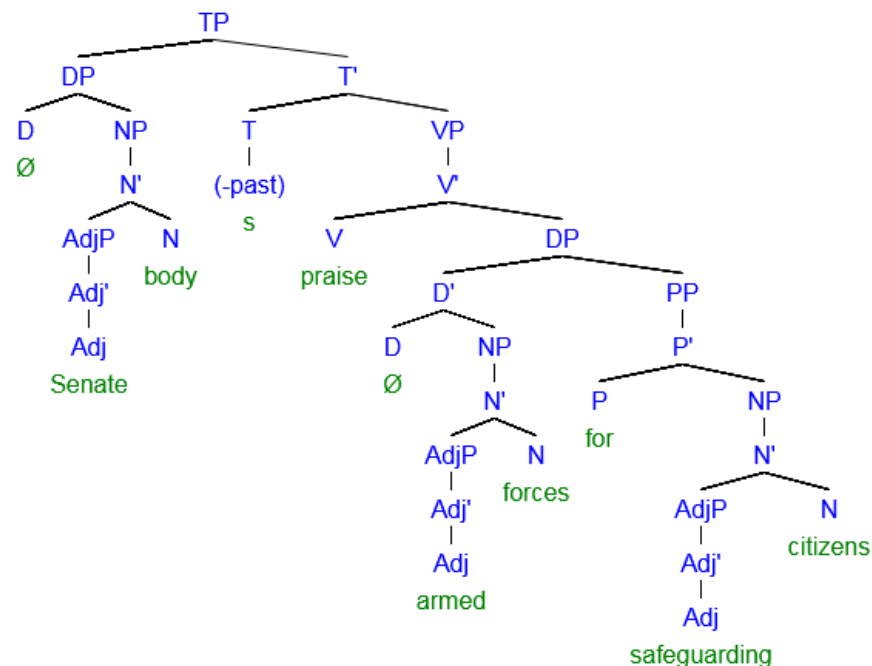 TP
DP T'
D NP T VP
Ø
N' (-past) V'
s
AdjP N V DP
body praise
Adj' D' PP
Adj D NP P'
Senate Ø
N' P NP
for
AdjP N N'
forces
Adj' AdjP N
citizens
Adj Adj'
armed
Adj
safeguarding